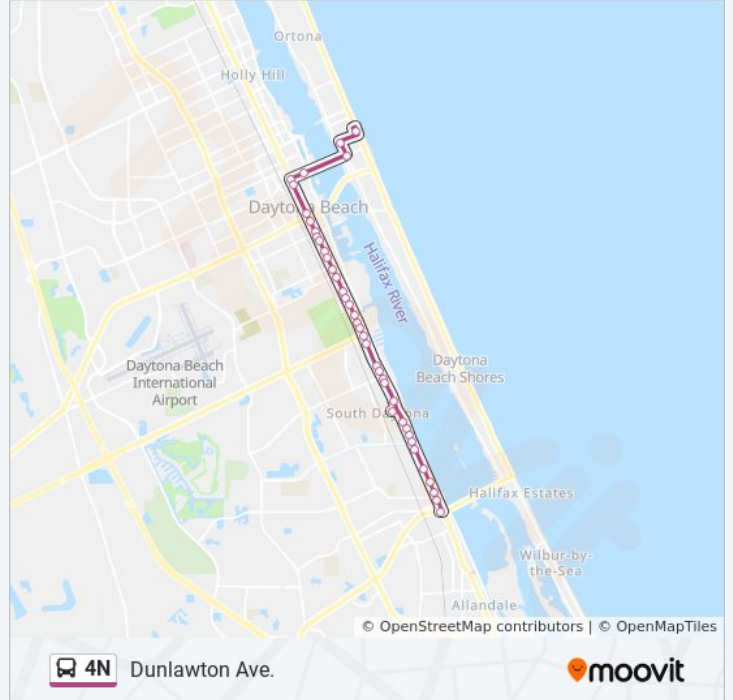 Ortona
Holly Hill
Daytona Beach
Halifax River
Daytona
Beach Shores
Daytona Beach
International
Airport
South Daytona
Halifax Estates
Wilbur-by-
the-Sea
Allandale
© OpenStreetMap contributors | © OpenMapTiles
4N Dunlawton Ave.
moovit